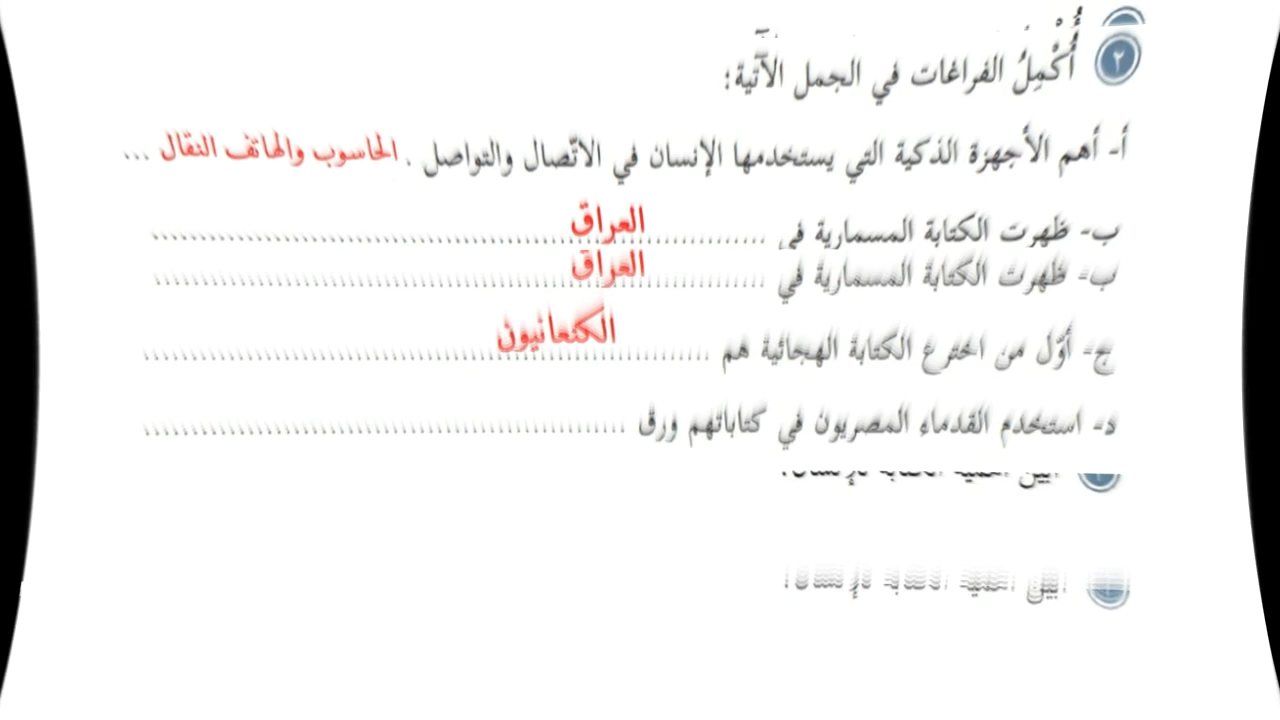 ٢ أُكْمِلُ الفراغات في الجمل الآتية:
أ- أهم الأجهزة الذكية التي يستخدمها الإنسان في الاتّصال والتواصل . الحاسوب والهاتف النقال ...
ب- ظهرت الكتابة المسمارية في ........ العراق ........
ب- ظهرت الكتابة المسمارية في ........ العراق ........
ج- أوّل من اخترع الكتابة الهجائية هم ........ الكنعانيون ........
د- استخدم القدماء المصريون في كتاباتهم ورق ........